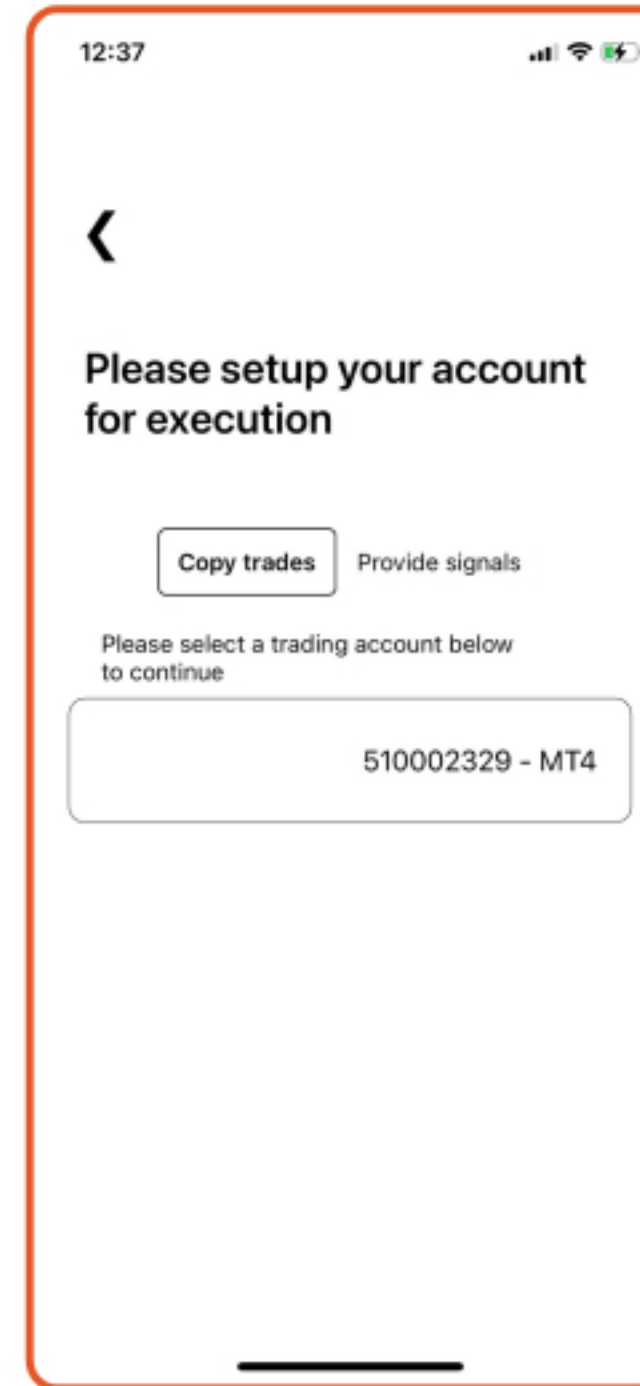 12:37
Please setup your account
for execution
Copy trades Provide signals
Please select a trading account below
to continue
510002329 - MT4